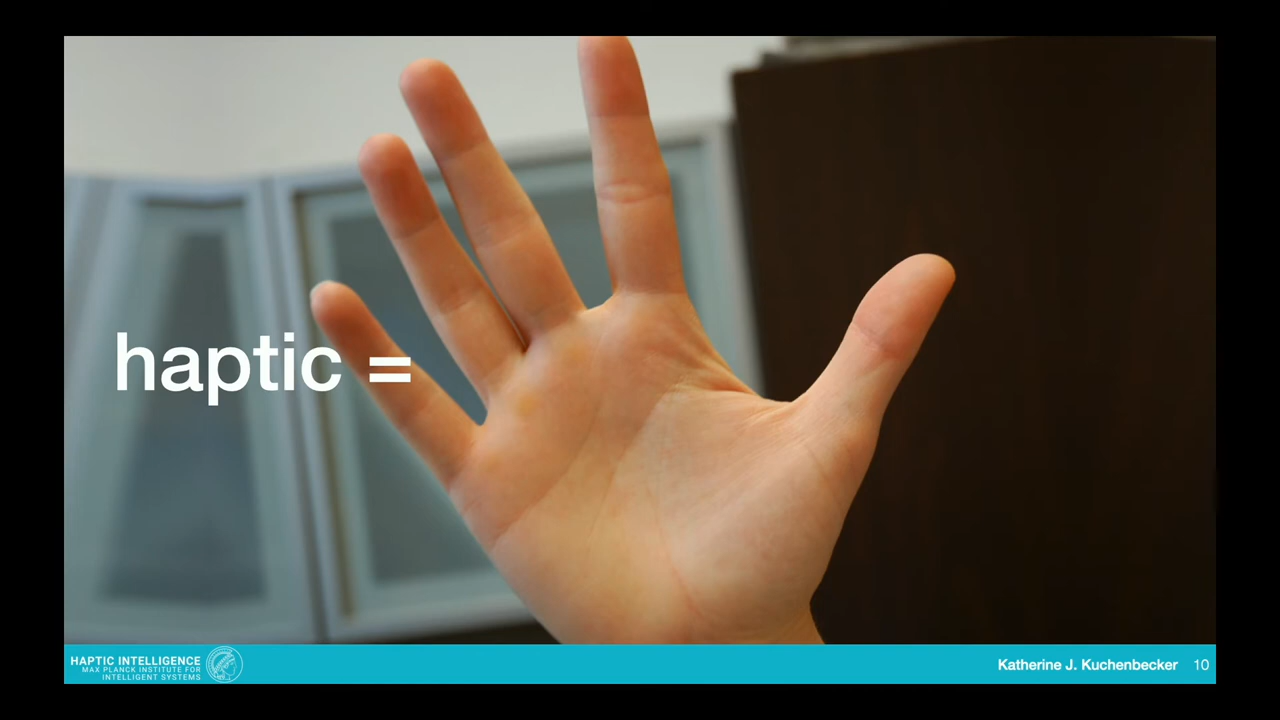 haptic =
HAPTIC INTELLIGENCE
MAX PLANCK INSTITUTE FOR
INTELLIGENT SYSTEMS
Katherine J. Kuchenbecker 10